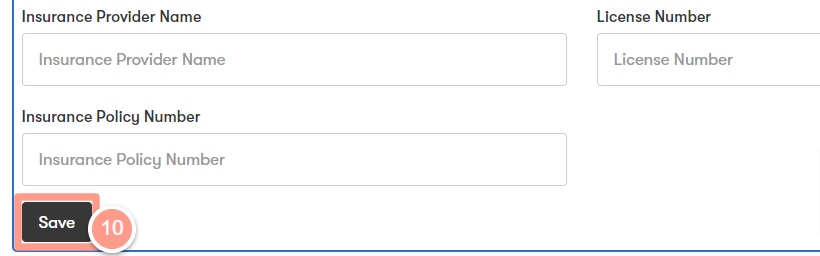 Insurance Provider Name License Number
Insurance Provider Name License Number
Insurance Policy Number
Insurance Policy Number
Save 10